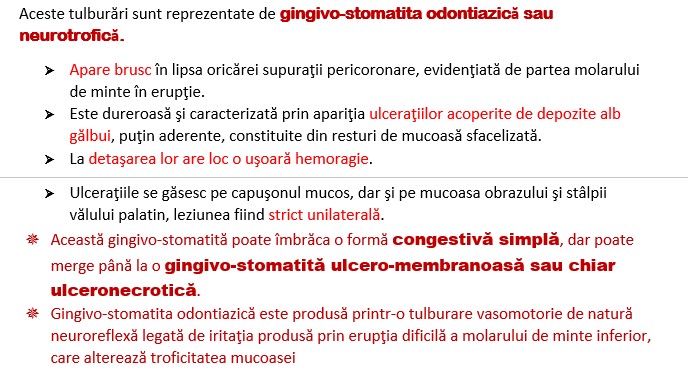 Aceste tulburări sunt reprezentate de gingivo-stomatita odontiazică sau
neurotrofică.
➤ Apare brusc în lipsa oricărei supuraţii pericoronare, evidenţiată de partea molarului
de minte în erupţie.
➤ Este dureroasă şi caracterizată prin apariţia ulceraţiilor acoperite de depozite alb
gălbui, puţin aderente, constituite din resturi de mucoasă sfacelizată.
➤ La detaşarea lor are loc o uşoară hemoragie.
➤ Ulceraţiile se găsesc pe capuşonul mucos, dar şi pe mucoasa obrazului şi stâlpii
vălului palatin, leziunea fiind strict unilaterală.
✵ Această gingivo-stomatită poate îmbrăca o formă congestivă simplă, dar poate
merge până la o gingivo-stomatită ulcero-membranoasă sau chiar
ulceronecrotică.
✵ Gingivo-stomatita odontiazică este produsă printr-o tulburare vasomotorie de natură
neuroreflexă legată de iritaţia produsă prin erupţia dificilă a molarului de minte inferior,
care alterează troficitatea mucoasei